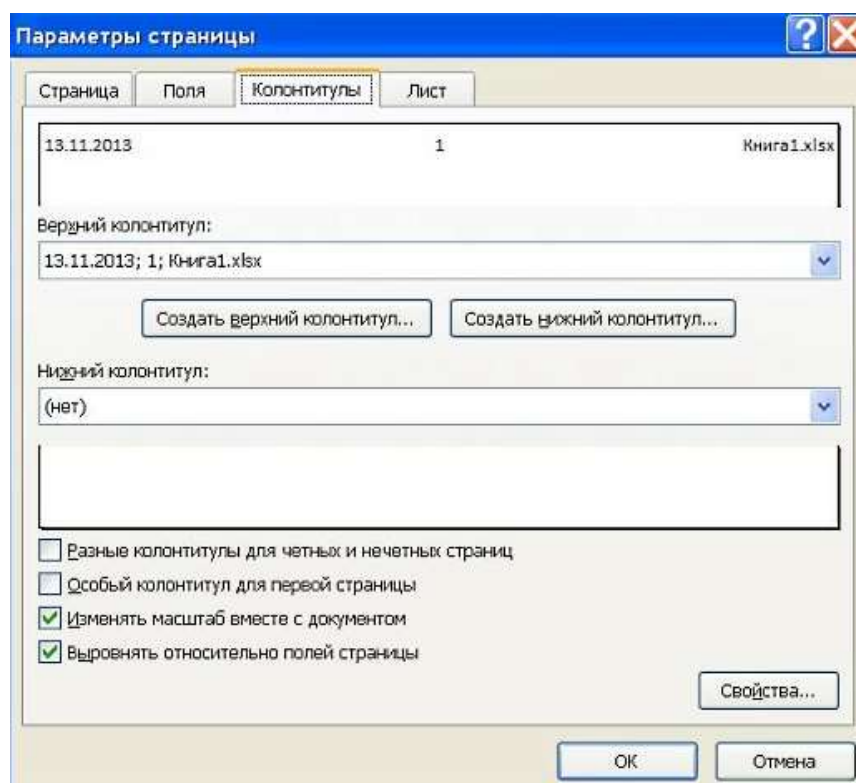 Параметры страницы
Страница Поля Колонтитулы Лист
13.11.2013 1 Книга1.xlsx
Верхний колонтитул:
13.11.2013; 1; Книга1.xlsx
Создать верхний колонтитул... Создать нижний колонтитул...
Нижний колонтитул:
(нет)
Разные колонтитулы для четных и нечетных страниц
Особый колонтитул для первой страницы
Изменять масштаб вместе с документом
Выровнять относительно полей страницы
Свойства...
ОК Отмена